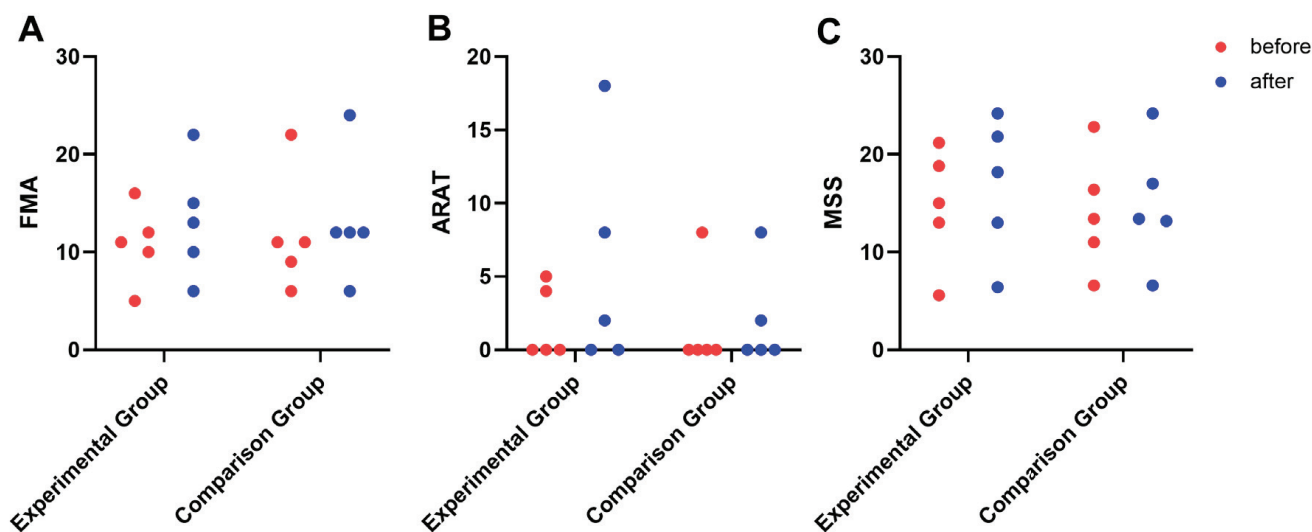 A
FMA
30
20
10
0
Experimental Group
Comparison Group
B
ARAT
20
15
10
5
0
Experimental Group
Comparison Group
C
MSS
30
20
10
0
Experimental Group
Comparison Group
before
after